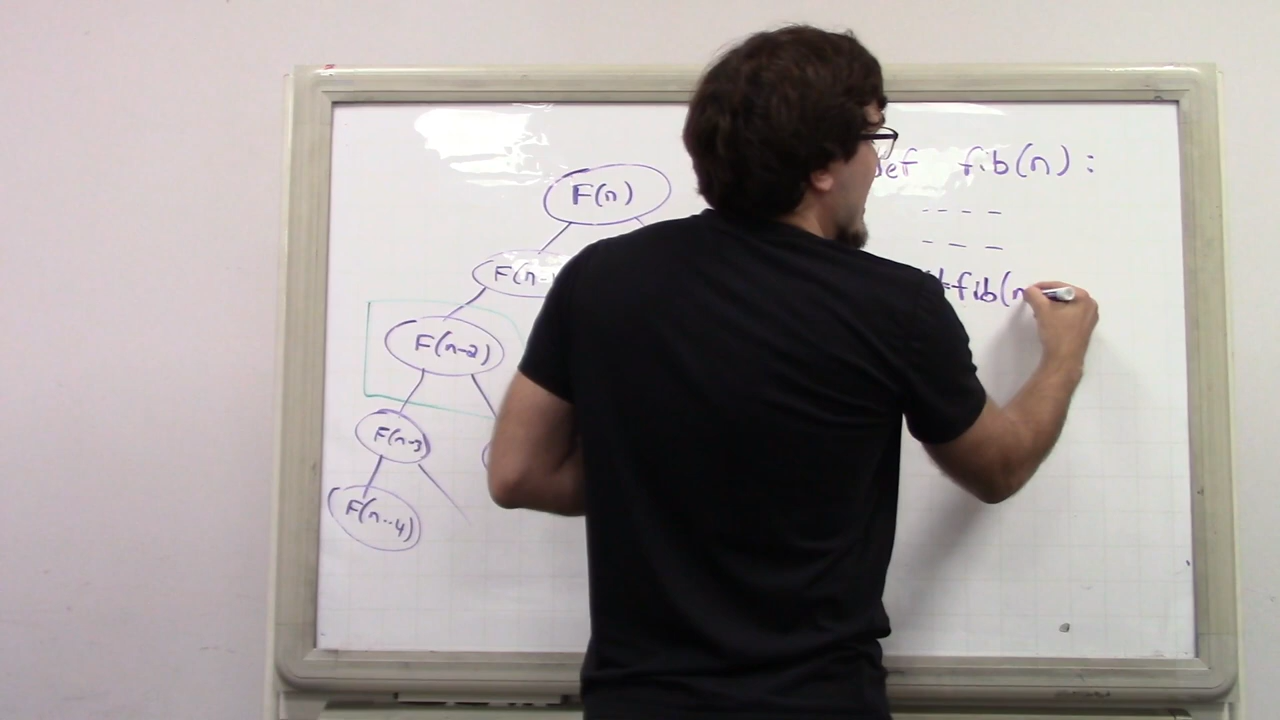 F(n)
F(n-1
F(n-2)
F(n-3)
F(n-4)
def fib(n):
- - - -
- - -
fib(n